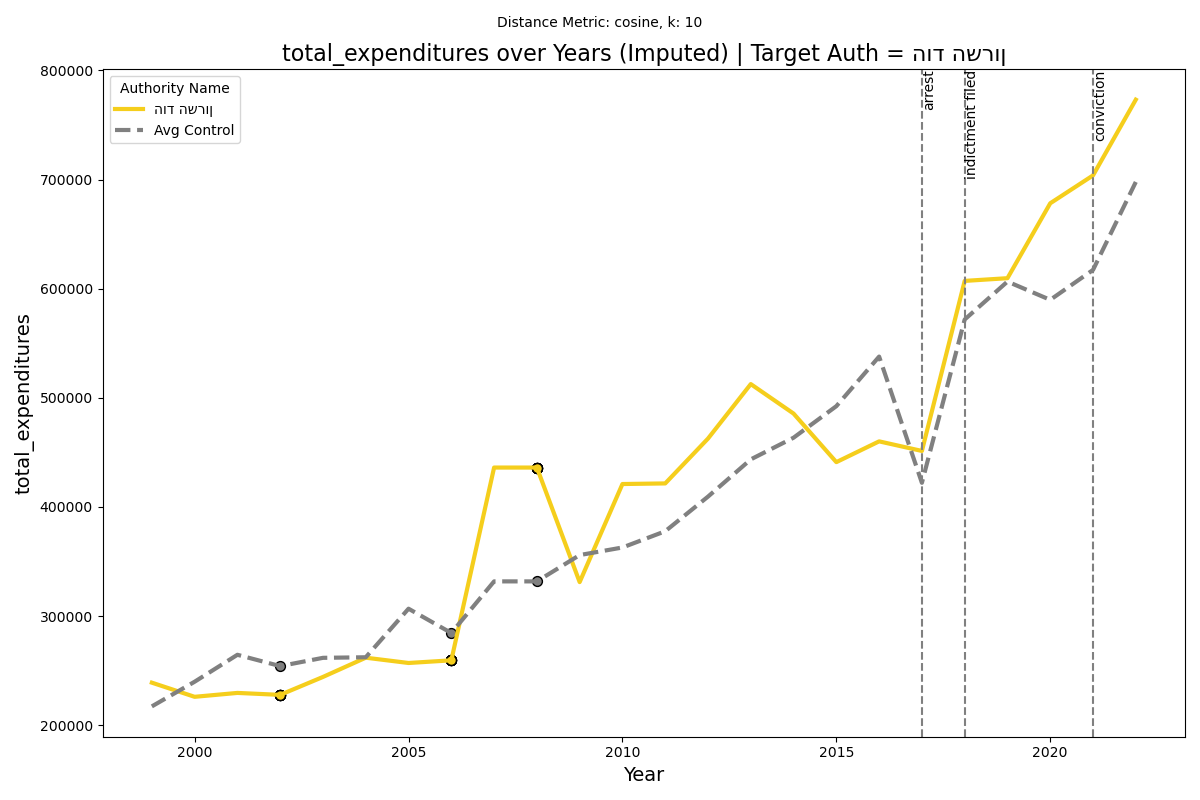 Distance Metric: cosine, k: 10
total_expenditures over Years (Imputed) | Target Auth = הוד השרון
Authority Name
הוד השרון
Avg Control
arrest
indictment filed
conviction
800000
700000
600000
500000
400000
300000
200000
total_expenditures
2000
2005
2010
2015
2020
Year